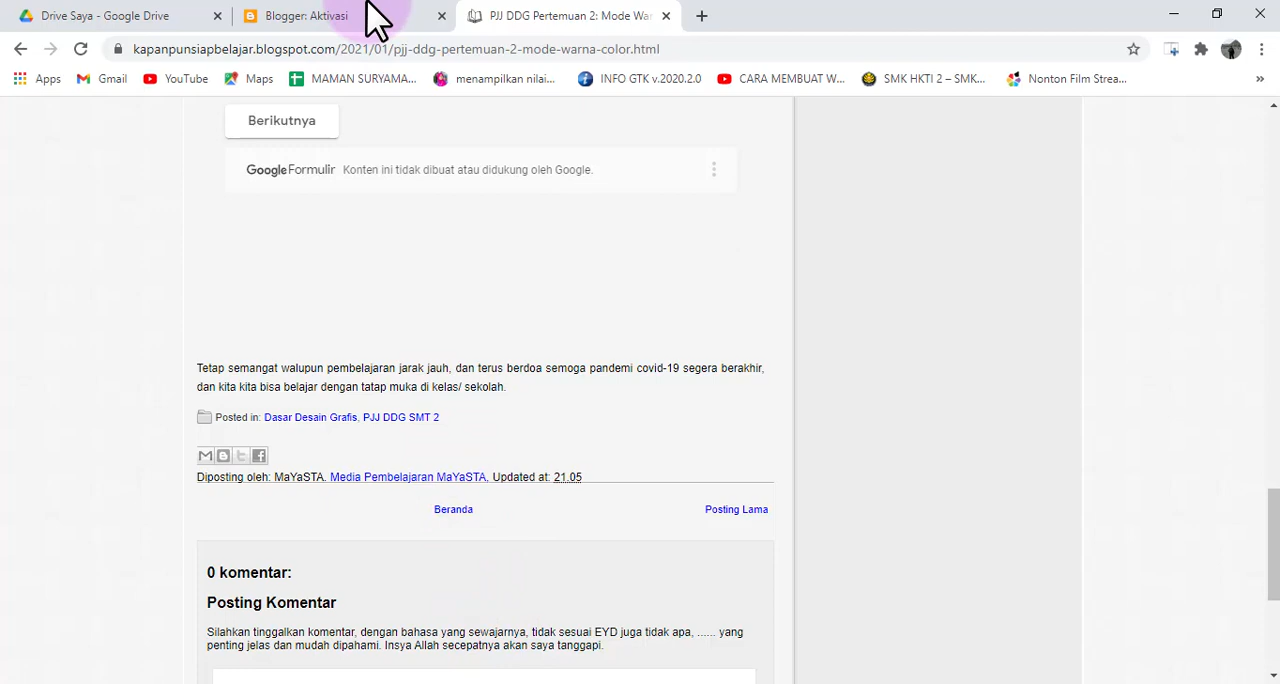 Drive Saya - Google Drive
Blogger: Aktivasi
PJJ DDG Pertemuan 2: Mode War
kapanpunsiapbelajar.blogspot.com/2021/01/pjj-ddg-pertemuan-2-mode-warna-color.html
Apps
Gmail
YouTube
Maps
MAMAN SURYAMA...
menampilkan nilai...
INFO GTK v.2020.2.0
CARA MEMBUAT W...
SMK HKTI 2 – SMK...
Nonton Film Strea...
»
Berikutnya
Google Formulir Konten ini tidak dibuat atau didukung oleh Google.
Tetap semangat walupun pembelajaran jarak jauh, dan terus berdoa semoga pandemi covid-19 segera berakhir,
dan kita kita bisa belajar dengan tatap muka di kelas/ sekolah.
Posted in: Dasar Desain Grafis, PJJ DDG SMT 2
Diposting oleh: MaYaSTA. Media Pembelajaran MaYaSTA, Updated at: 21.05
Beranda
Posting Lama
0 komentar:
Posting Komentar
Silahkan tinggalkan komentar, dengan bahasa yang sewajarnya, tidak sesuai EYD juga tidak apa, ...... yang
penting jelas dan mudah dipahami. Insya Allah secepatnya akan saya tanggapi.